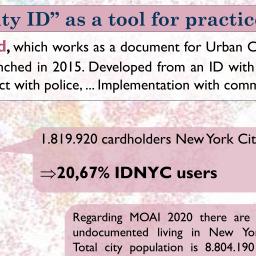 ty ID” as a tool for practice
, which works as a document for Urban C
nched in 2015. Developed from an ID with
ct with police, ... Implementation with comm
1.819.920 cardholders New York Cit
⇒20,67% IDNYC users
Regarding MOAI 2020 there are
undocumented living in New Yor
Total city population is 8.804.190